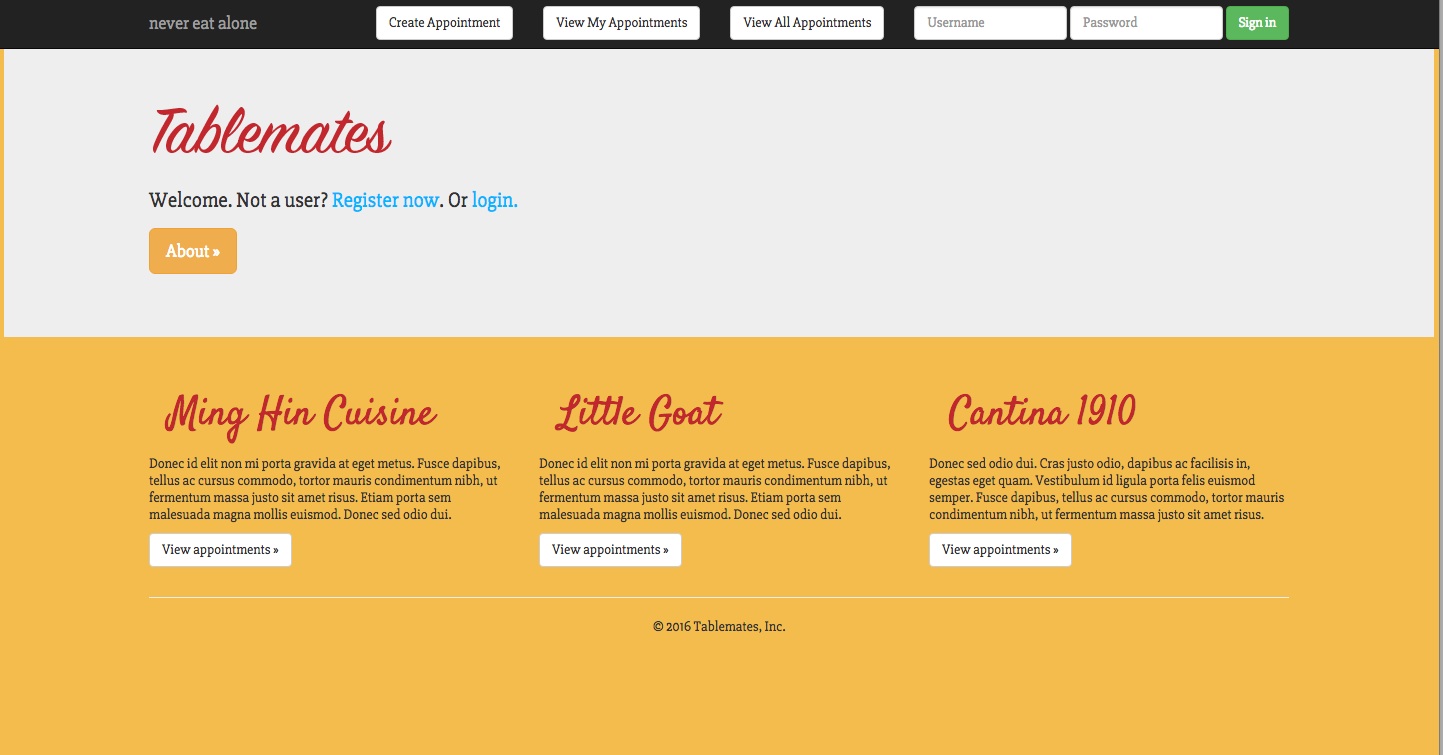 never eat alone
Create Appointment
View My Appointments
View All Appointments
Username
Password
Sign in
Tablemates
Welcome. Not a user? Register now. Or login.
About »
Ming Hin Cuisine
Donec id elit non mi porta gravida at eget metus. Fusce dapibus,
tellus ac cursus commodo, tortor mauris condimentum nibh, ut
fermentum massa justo sit amet risus. Etiam porta sem
malesuada magna mollis euismod. Donec sed odio dui.
View appointments »
Little Goat
Donec id elit non mi porta gravida at eget metus. Fusce dapibus,
tellus ac cursus commodo, tortor mauris condimentum nibh, ut
fermentum massa justo sit amet risus. Etiam porta sem
malesuada magna mollis euismod. Donec sed odio dui.
View appointments »
Cantina 1910
Donec sed odio dui. Cras justo odio, dapibus ac facilisis in,
egestas eget quam. Vestibulum id ligula porta felis euismod
semper. Fusce dapibus, tellus ac cursus commodo, tortor mauris
condimentum nibh, ut fermentum massa justo sit amet risus.
View appointments »
© 2016 Tablemates, Inc.